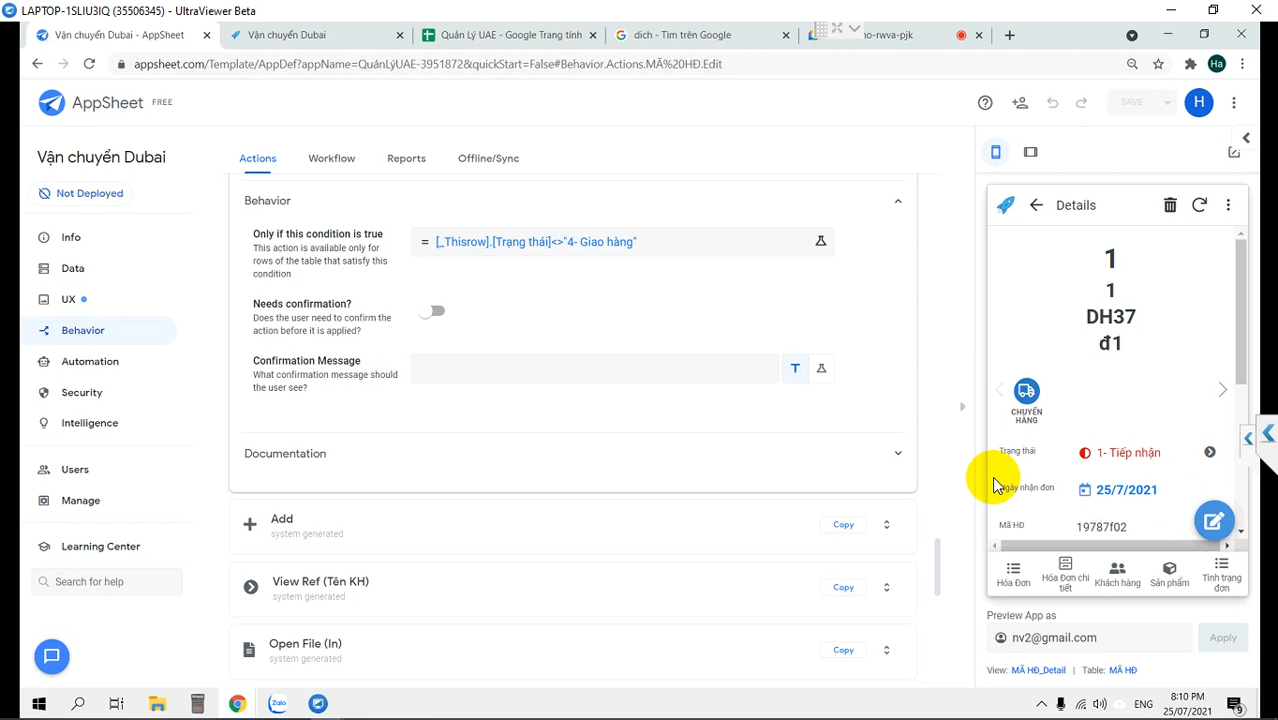 LAPTOP-1SLIU3IQ (35506345) - UltraViewer Beta
Vận chuyển Dubai - AppSheet
Vận chuyển Dubai
Quản Lý UAE - Google Trang tính
dich - Tìm trên Google
no-rwva-pjk
appsheet.com/Template/AppDef?appName=QuảnLýUAE-3951872&quickStart=False#Behavior.Actions.MÃ%20HĐ.Edit
Ha
AppSheet FREE
SAVE
H
Vận chuyển Dubai
Not Deployed
Info
Data
UX
Behavior
Automation
Security
Intelligence
Users
Manage
Learning Center
Search for help
Actions
Workflow
Reports
Offline/Sync
Behavior
Only if this condition is true
This action is available only for
rows of the table that satisfy this
condition
= [_Thisrow].[Trạng thái]<>"4- Giao hàng"
Needs confirmation?
Does the user need to confirm the
action before it is applied?
Confirmation Message
What confirmation message should
the user see?
T
Documentation
Add
system generated
Copy
View Ref (Tên KH)
system generated
Copy
Open File (In)
system generated
Copy
Details
1
1
DH37
đ1
CHUYỂN
HÀNG
Trạng thái
1- Tiếp nhận
Ngày nhận đơn
25/7/2021
Mã HĐ
19787f02
Hóa Đơn
Hóa Đơn chi
tiết
Khách hàng
Sản phẩm
Tình trạng
đơn
Preview App as
nv2@gmail.com
Apply
View: MÃ HĐ_Detail | Table: MÃ HĐ
Zalo
ENG
8:10 PM
25/07/2021
9